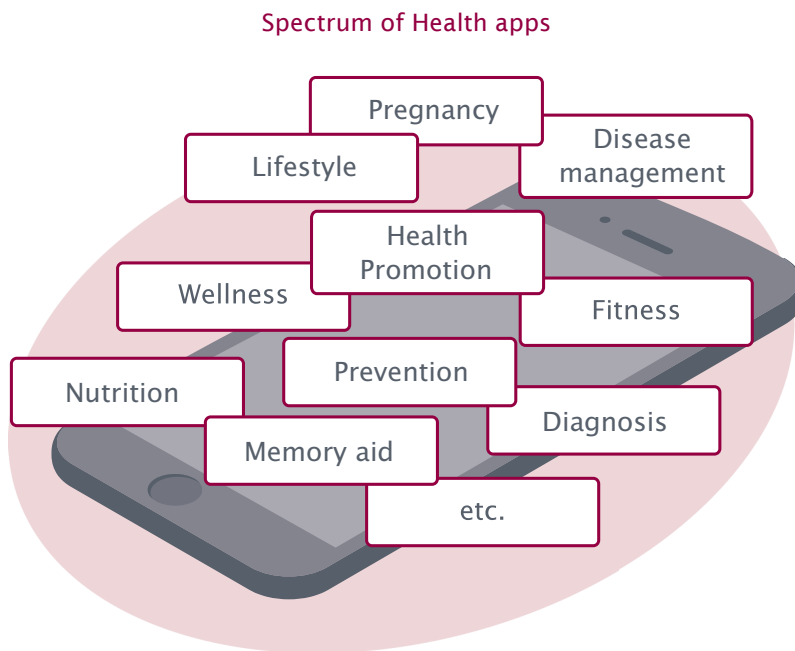 Spectrum of Health apps
Pregnancy
Lifestyle
Disease
management
Health
Promotion
Wellness
Fitness
Prevention
Nutrition
Diagnosis
Memory aid
etc.